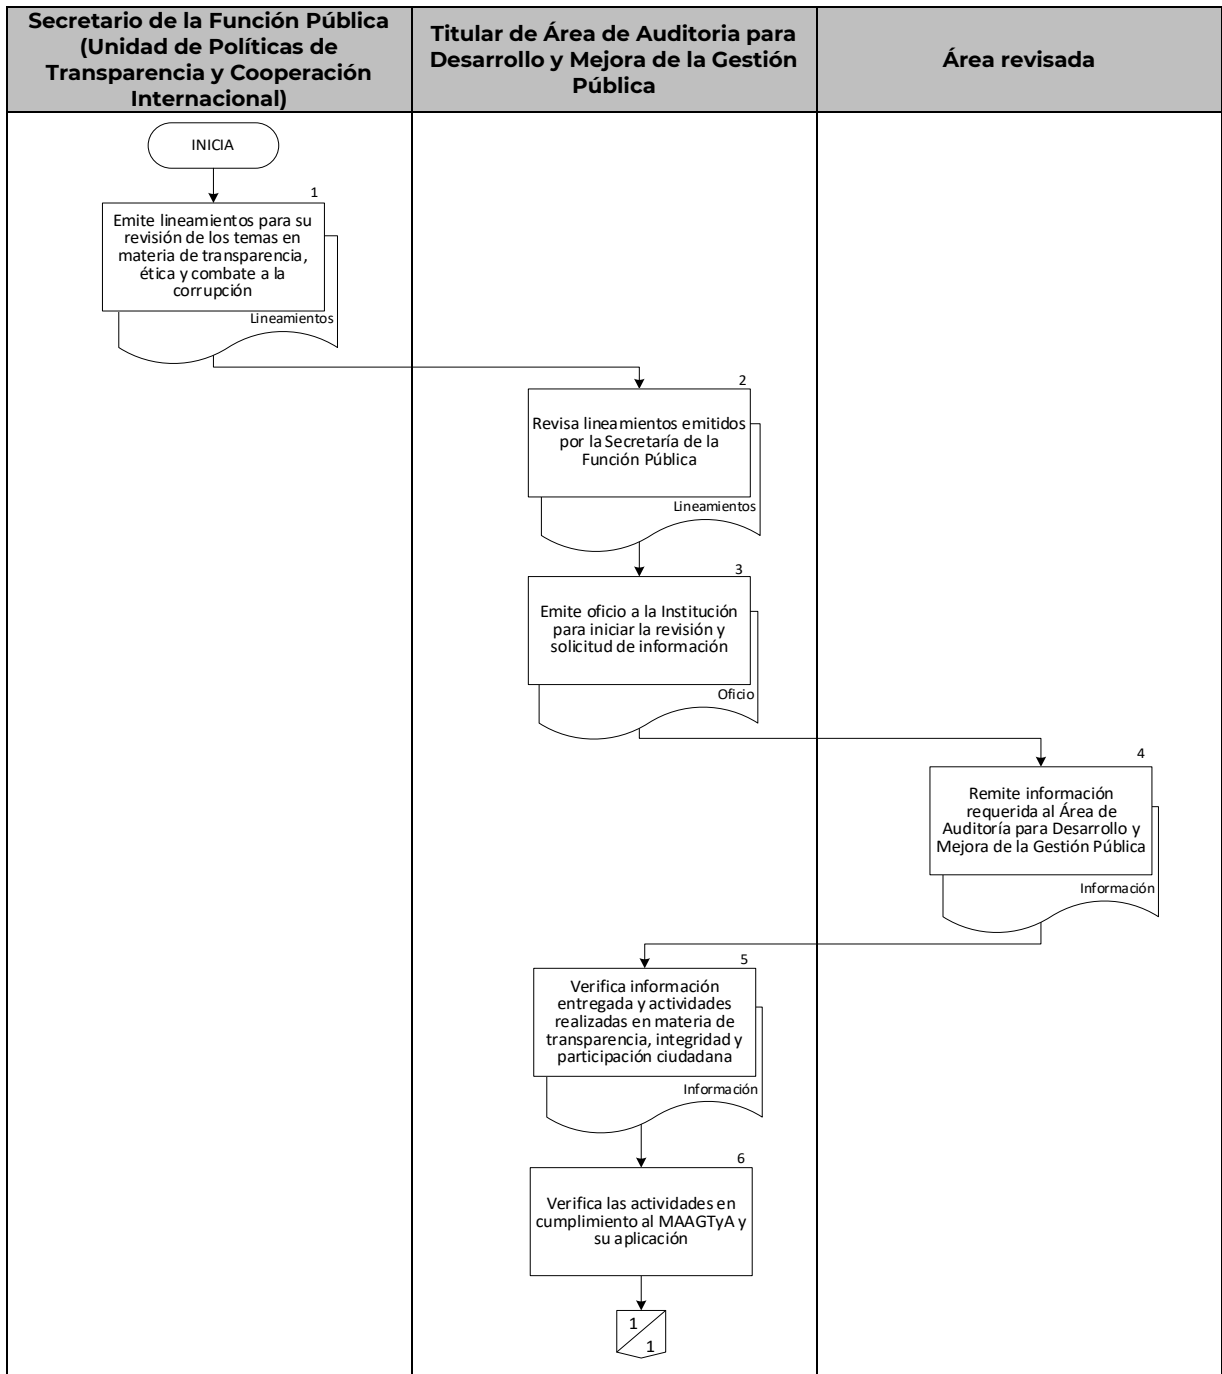 Secretario de la Función Pública
(Unidad de Políticas de
Transparencia y Cooperación
Internacional)
Titular de Área de Auditoria para
Desarrollo y Mejora de la Gestión
Pública
Área revisada
INICIA
1
Emite lineamientos para su
revisión de los temas en
materia de transparencia,
ética y combate a la
corrupción
Lineamientos
2
Revisa lineamientos emitidos
por la Secretaría de la
Función Pública
Lineamientos
3
Emite oficio a la Institución
para iniciar la revisión y
solicitud de información
Oficio
4
Remite información
requerida al Área de
Auditoría para Desarrollo y
Mejora de la Gestión Pública
Información
5
Verifica información
entregada y actividades
realizadas en materia de
transparencia, integridad y
participación ciudadana
Información
6
Verifica las actividades en
cumplimiento al MAAGTyA y
su aplicación
1
1